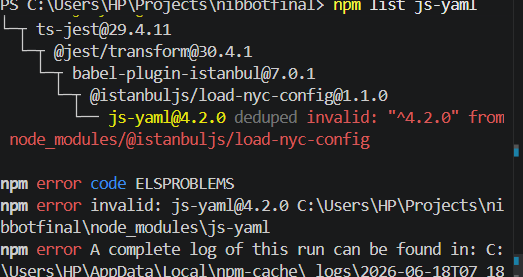 PS C:\Users\HP\Projects\nibbotfinal> npm list js-yaml
ts-jest@29.4.11
@jest/transform@30.4.1
babel-plugin-istanbul@7.0.1
@istanbuljs/load-nyc-config@1.1.0
js-yaml@4.2.0 deduped invalid: "^4.2.0" from
node_modules/@istanbuljs/load-nyc-config
npm error code ELSPROBLEMS
npm error invalid: js-yaml@4.2.0 C:\Users\HP\Projects\ni
bbotfinal\node_modules\js-yaml
npm error A complete log of this run can be found in: C:
\Users\HP\AppData\Local\npm-cache\_logs\2026-06-18T07_18